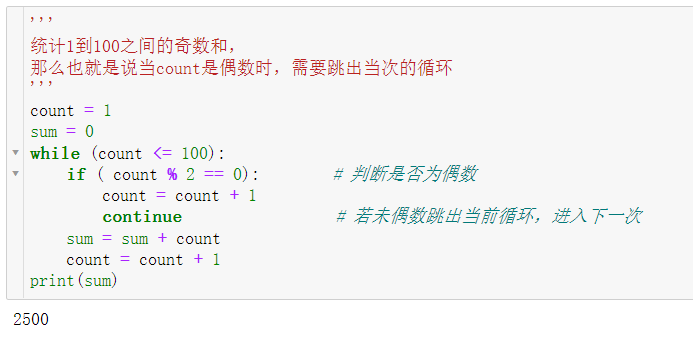 '''
统计1到100之间的奇数和，
那么也就是说当count是偶数时，需要跳出当次的循环
'''
count = 1
sum = 0
while (count <= 100):
    if ( count % 2 == 0):        # 判断是否为偶数
        count = count + 1
        continue                 # 若未偶数跳出当前循环，进入下一次
    sum = sum + count
    count = count + 1
print(sum)
2500